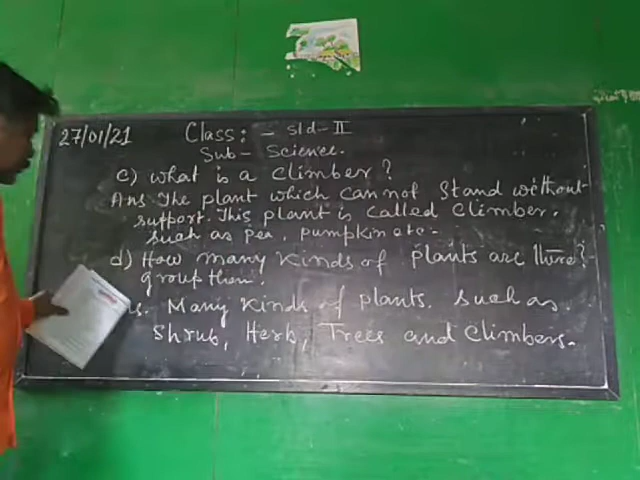 27/01/21 Class: - Std-II
Sub - Science.
c) What is a climber?
Ans. The plant which can not stand without
support. This plant is called climber.
such as pea, pumpkin etc-
d) How many kinds of plants are there?
group them.
s. Many kinds of plants. such as.
Shrub, Herb, Trees and climbers.